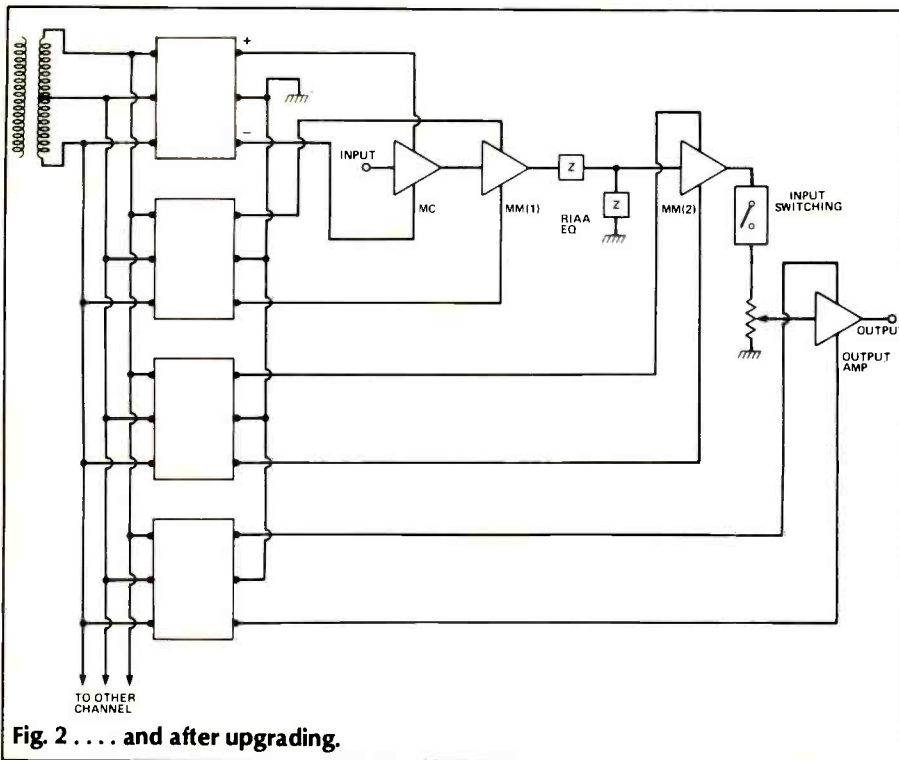 +
−
INPUT
MC
MM(1)
Z
Z
RIAA
EQ
MM(2)
INPUT
SWITCHING
OUTPUT
OUTPUT
AMP
TO OTHER
CHANNEL
Fig. 2 . . . . and after upgrading.